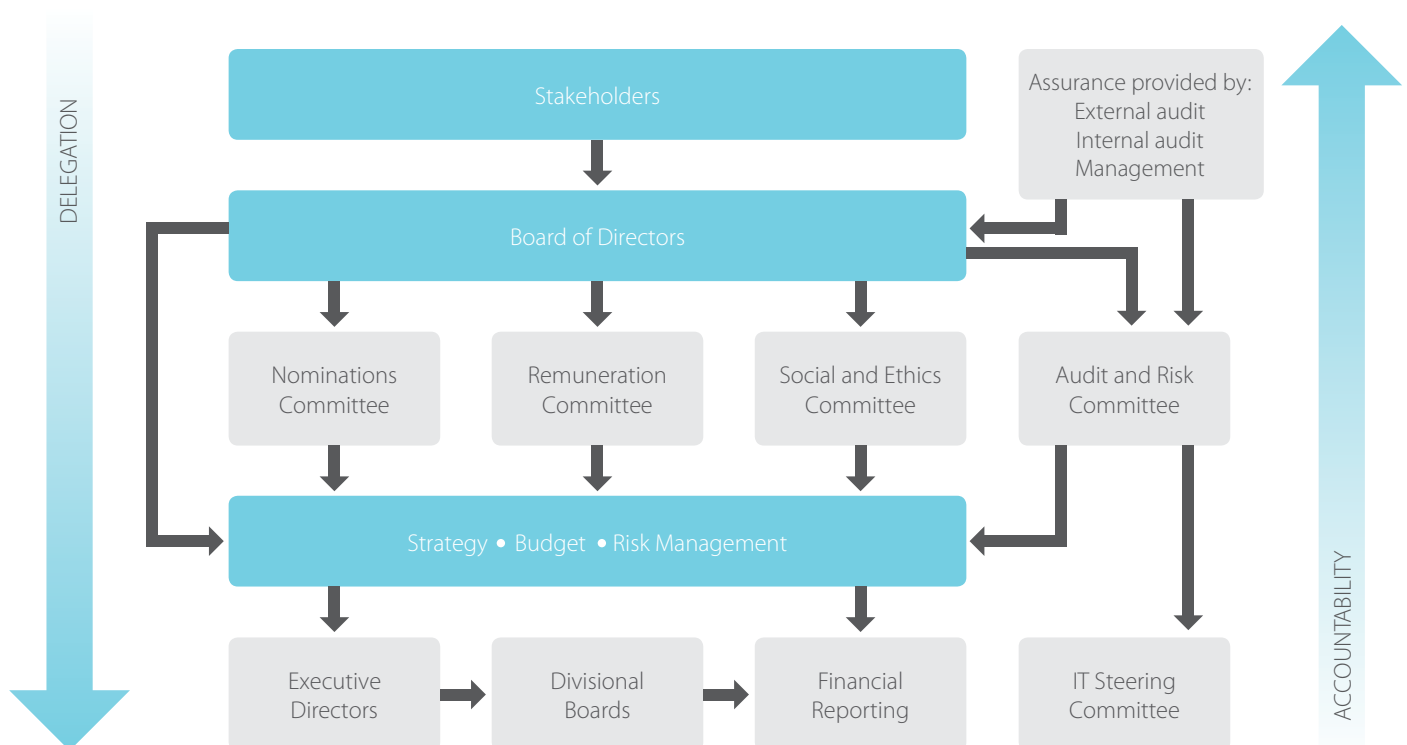 DELEGATION
Stakeholders
Assurance provided by:
External audit
Internal audit
Management
Board of Directors
Nominations
Committee
Remuneration
Committee
Social and Ethics
Committee
Audit and Risk
Committee
Strategy • Budget • Risk Management
Executive
Directors
Divisional
Boards
Financial
Reporting
IT Steering
Committee
ACCOUNTABILITY